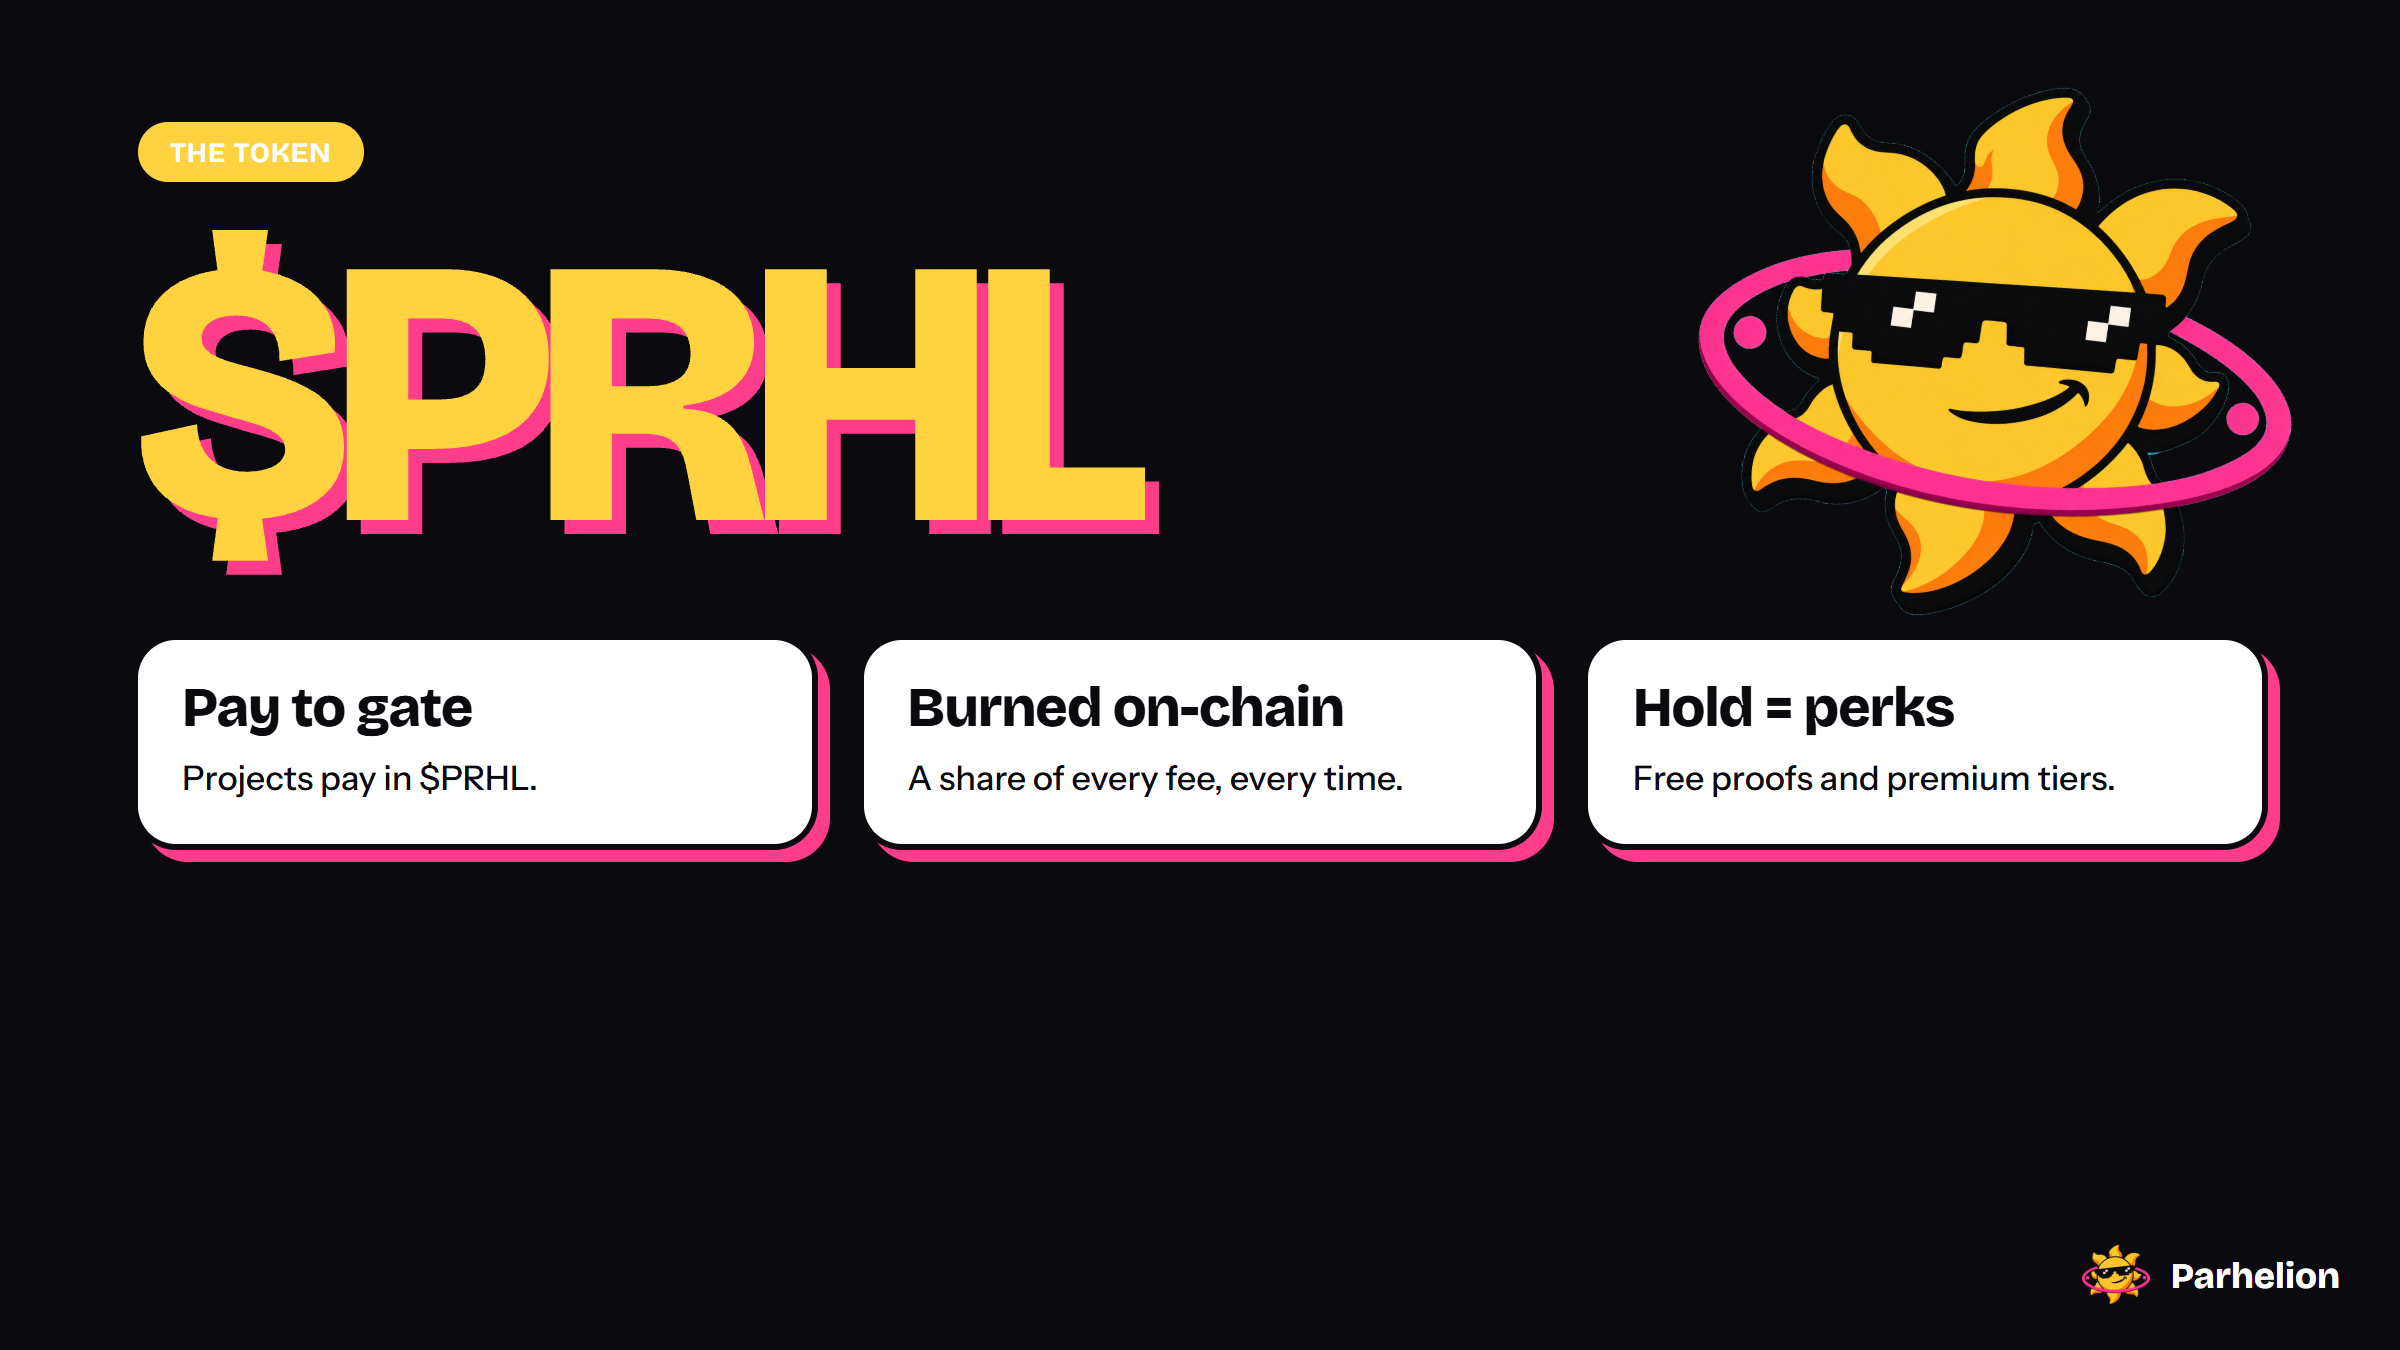 THE TOKEN
$PRHL
Pay to gate
Projects pay in $PRHL.
Burned on-chain
A share of every fee, every time.
Hold = perks
Free proofs and premium tiers.
Parhelion